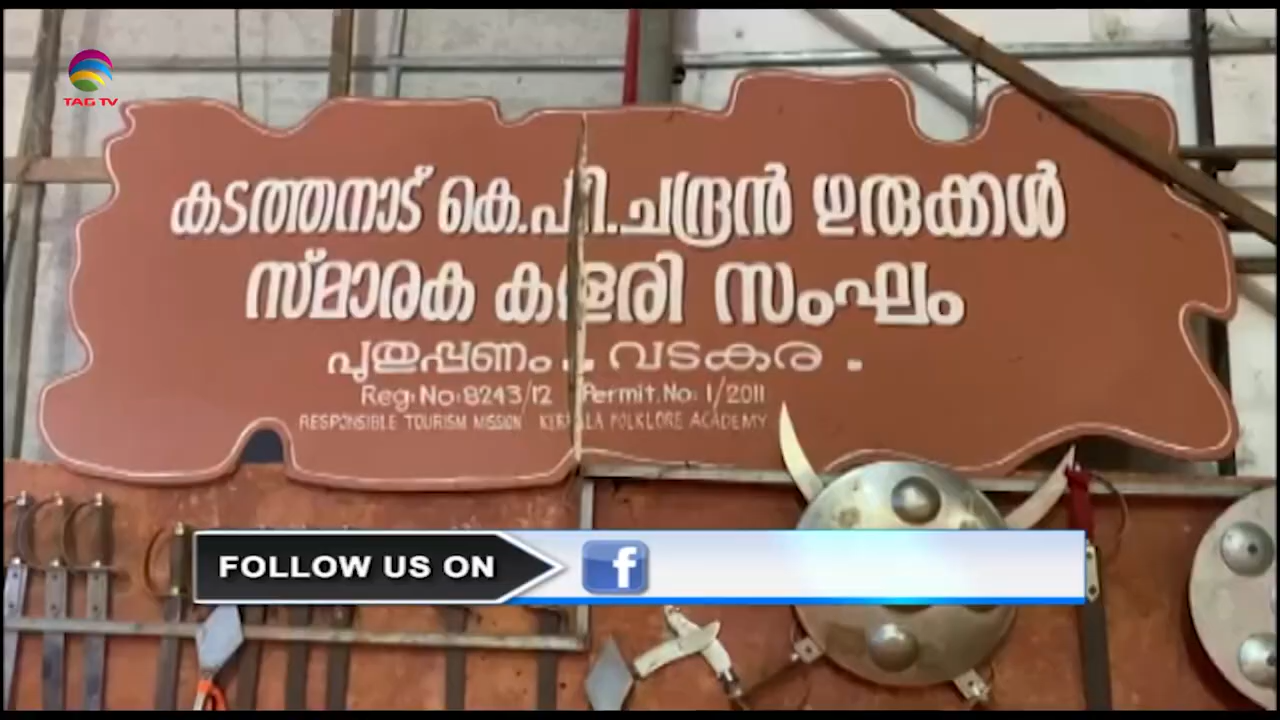 TAG TV
കടത്തനാട് കെ.പി.ചന്ദ്രൻ ഗുരുക്കൾ
സ്മാരക കളരി സംഘം
പുതുപ്പണം . . വടകര .
Reg: No: 8243/12 Permit. No: 1/2011
RESPONSIBLE TOURISM MISSION KERALA FOLKLORE ACADEMY
FOLLOW US ON f